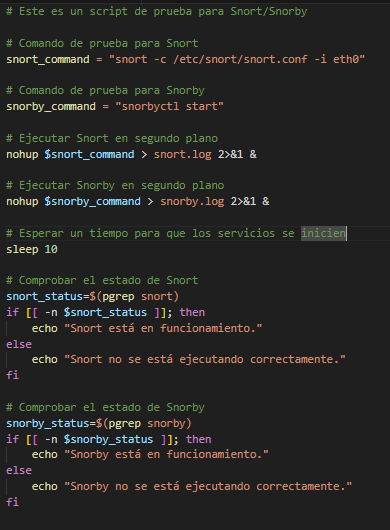 # Este es un script de prueba para Snort/Snorby
# Comando de prueba para Snort
snort_command = "snort -c /etc/snort/snort.conf -i eth0"
# Comando de prueba para Snorby
snorby_command = "snorbyctl start"
# Ejecutar Snort en segundo plano
nohup $snort_command > snort.log 2>&1 &
# Ejecutar Snorby en segundo plano
nohup $snorby_command > snorby.log 2>&1 &
# Esperar un tiempo para que los servicios se inicien
sleep 10
# Comprobar el estado de Snort
snort_status=$(pgrep snort)
if [[ -n $snort_status ]]; then
    echo "Snort está en funcionamiento."
else
    echo "Snort no se está ejecutando correctamente."
fi
# Comprobar el estado de Snorby
snorby_status=$(pgrep snorby)
if [[ -n $snorby_status ]]; then
    echo "Snorby está en funcionamiento."
else
    echo "Snorby no se está ejecutando correctamente."
fi